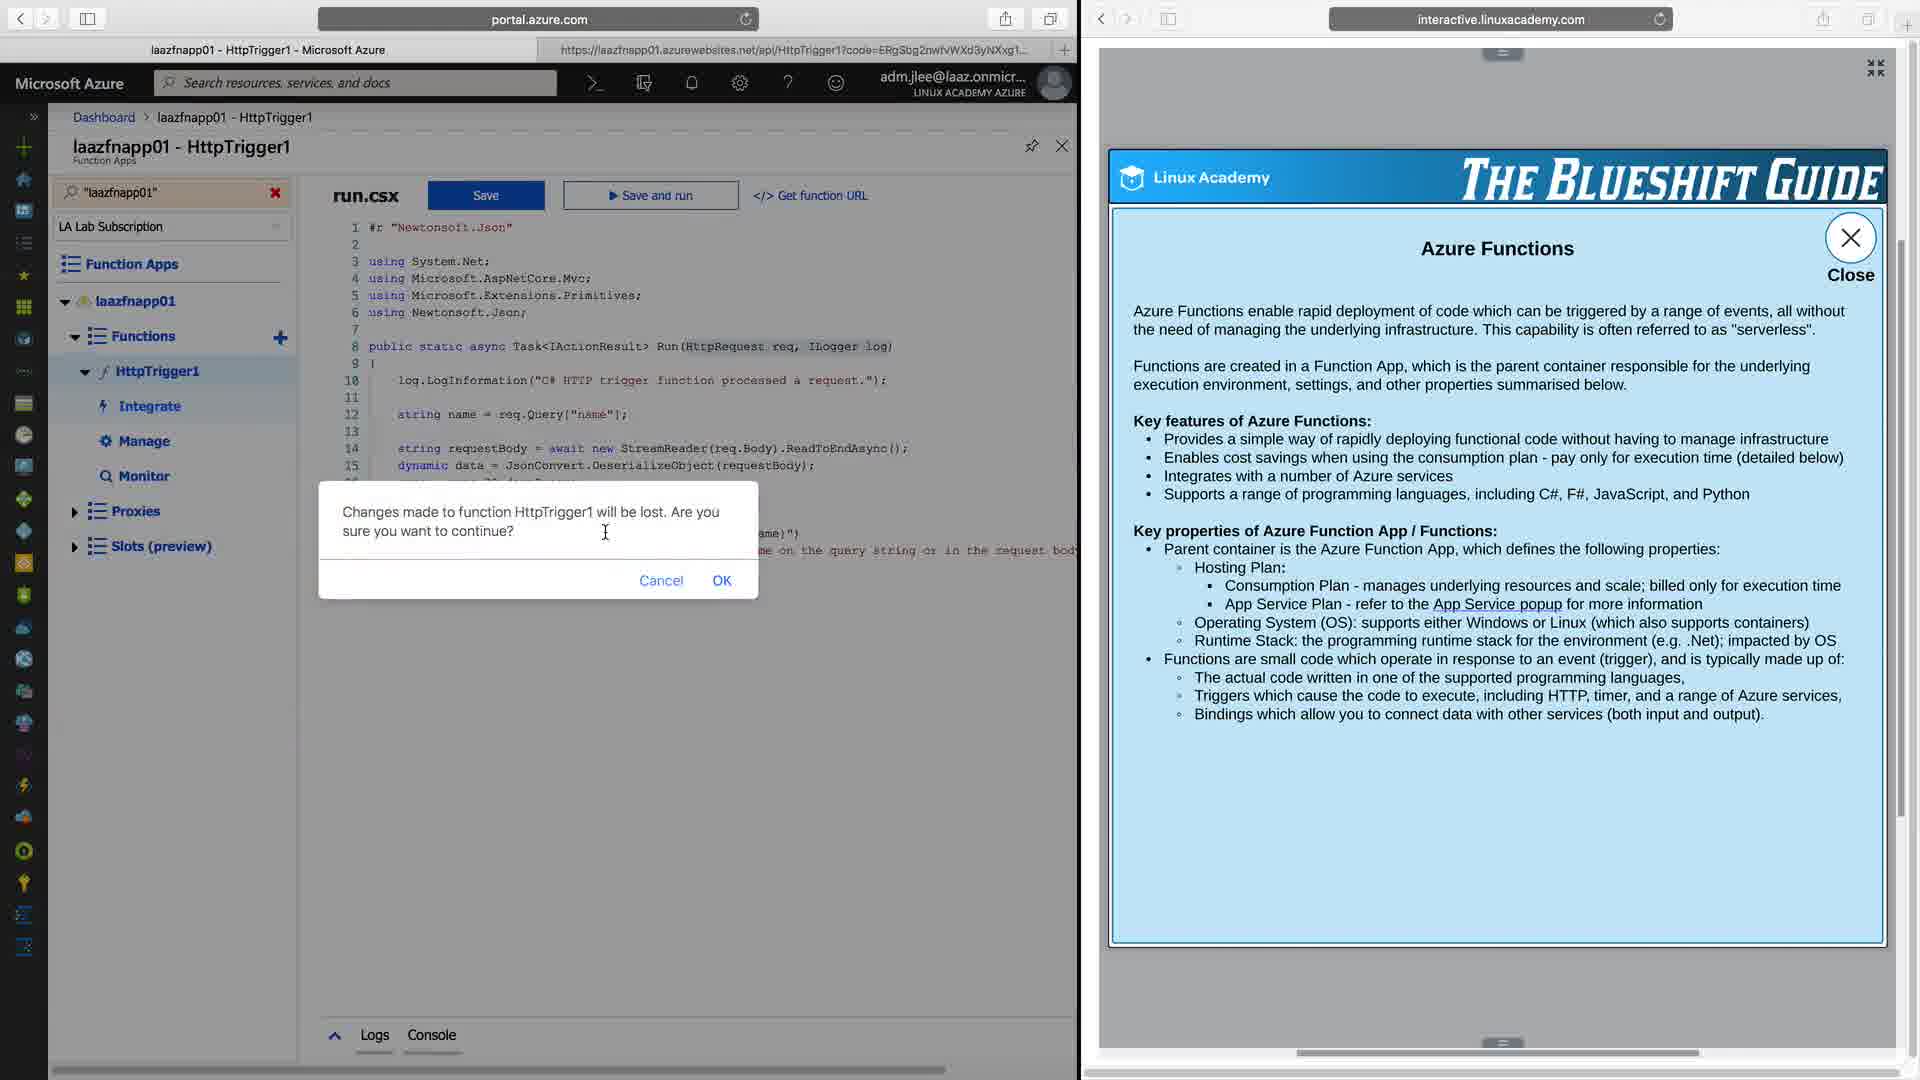 portal.azure.com
laazfnapp01 - HttpTrigger1 - Microsoft Azure
https://laazfnapp01.azurewebsites.net/api/HttpTrigger1?code=
Microsoft Azure
Search resources, services, and docs
adm.jlee@laaz.onmicr...
LINUX ACADEMY AZURE
Dashboard > laazfnapp01 - HttpTrigger1
laazfnapp01 - HttpTrigger1
Function Apps
"laazfnapp01"
LA Lab Subscription
Function Apps
laazfnapp01
Functions
HttpTrigger1
Integrate
Manage
Monitor
Proxies
Slots (preview)
run.csx
Save
Save and run
</> Get function URL
1 #r "Newtonsoft.Json"
2
3 using System.Net;
4 using Microsoft.AspNetCore.Mvc;
5 using Microsoft.Extensions.Primitives;
6 using Newtonsoft.Json;
7
8 public static async Task<IActionResult> Run(HttpRequest req, ILogger log)
9 {
10 log.LogInformation("C# HTTP trigger function processed a request.");
11
12 string name = req.Query["name"];
13
14 string requestBody = await new StreamReader(req.Body).ReadToEndAsync();
15 dynamic data = JsonConvert.DeserializeObject(requestBody);
Changes made to function HttpTrigger1 will be lost. Are you
sure you want to continue?
Cancel
OK
ame)")
me on the query string or in the request body
Logs
Console
interactive.linuxacademy.com
Linux Academy
THE BLUESHIFT GUIDE
Azure Functions
Close
Azure Functions enable rapid deployment of code which can be triggered by a range of events, all without
the need of managing the underlying infrastructure. This capability is often referred to as "serverless".
Functions are created in a Function App, which is the parent container responsible for the underlying
execution environment, settings, and other properties summarised below.
Key features of Azure Functions:
• Provides a simple way of rapidly deploying functional code without having to manage infrastructure
• Enables cost savings when using the consumption plan - pay only for execution time (detailed below)
• Integrates with a number of Azure services
• Supports a range of programming languages, including C#, F#, JavaScript, and Python
Key properties of Azure Function App / Functions:
• Parent container is the Azure Function App, which defines the following properties:
◦ Hosting Plan:
▪ Consumption Plan - manages underlying resources and scale; billed only for execution time
▪ App Service Plan - refer to the App Service popup for more information
◦ Operating System (OS): supports either Windows or Linux (which also supports containers)
◦ Runtime Stack: the programming runtime stack for the environment (e.g. .Net); impacted by OS
• Functions are small code which operate in response to an event (trigger), and is typically made up of:
◦ The actual code written in one of the supported programming languages,
◦ Triggers which cause the code to execute, including HTTP, timer, and a range of Azure services,
◦ Bindings which allow you to connect data with other services (both input and output).